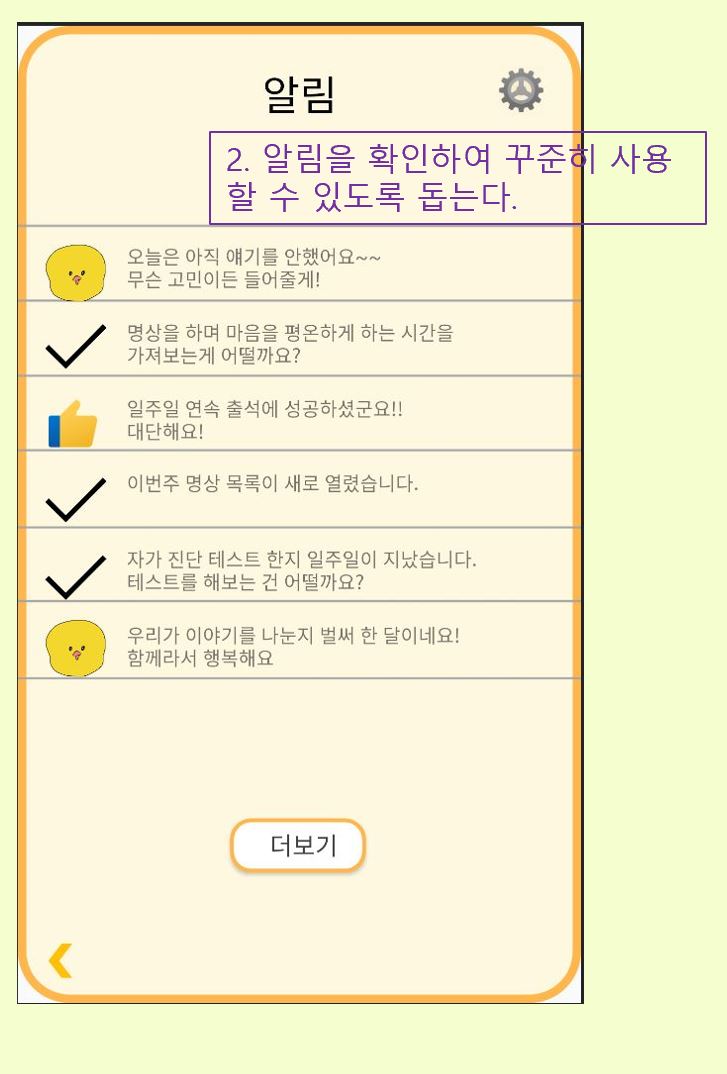 알림
2. 알림을 확인하여 꾸준히 사용
할 수 있도록 돕는다.
오늘은 아직 얘기를 안했어요~~
무슨 고민이든 들어줄게!
명상을 하며 마음을 평온하게 하는 시간을
가져보는게 어떨까요?
일주일 연속 출석에 성공하셨군요!!
대단해요!
이번주 명상 목록이 새로 열렸습니다.
자가 진단 테스트 한지 일주일이 지났습니다.
테스트를 해보는 건 어떨까요?
우리가 이야기를 나눈지 벌써 한 달이네요!
함께라서 행복해요
더보기